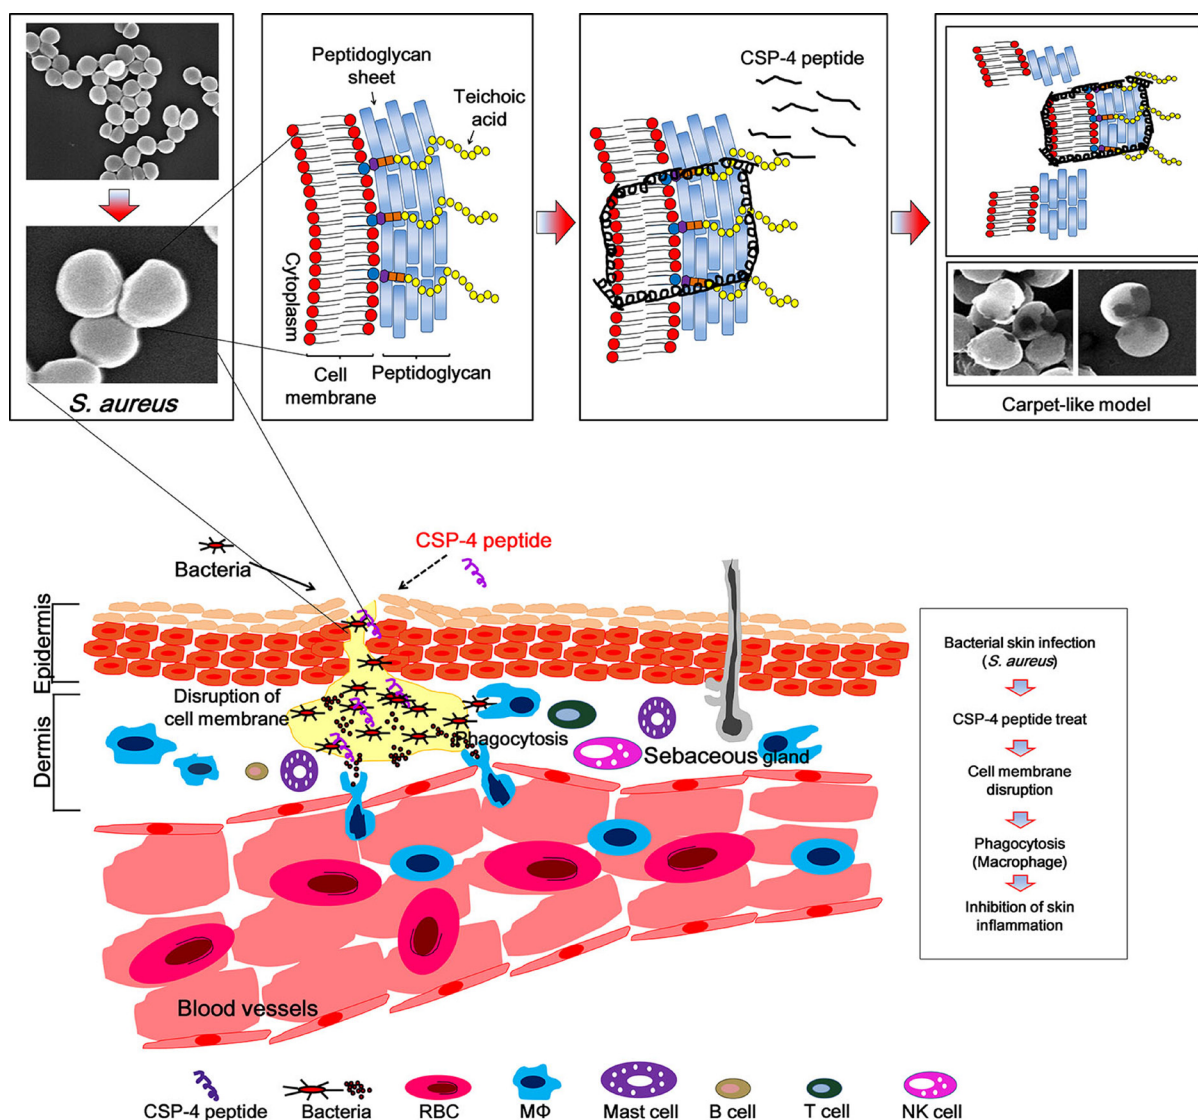 S. aureus
Peptidoglycan
sheet
Teichoic
acid
Cytoplasm
Cell
membrane
Peptidoglycan
CSP-4 peptide
Carpet-like model
Bacteria
CSP-4 peptide
Epidermis
Dermis
Disruption of
cell membrane
Phagocytosis
Sebaceous gland
Blood vessels
Bacterial skin infection
(S. aureus)
CSP-4 peptide treat
Cell membrane
disruption
Phagocytosis
(Macrophage)
Inhibition of skin
inflammation
CSP-4 peptide
Bacteria
RBC
MΦ
Mast cell
B cell
T cell
NK cell